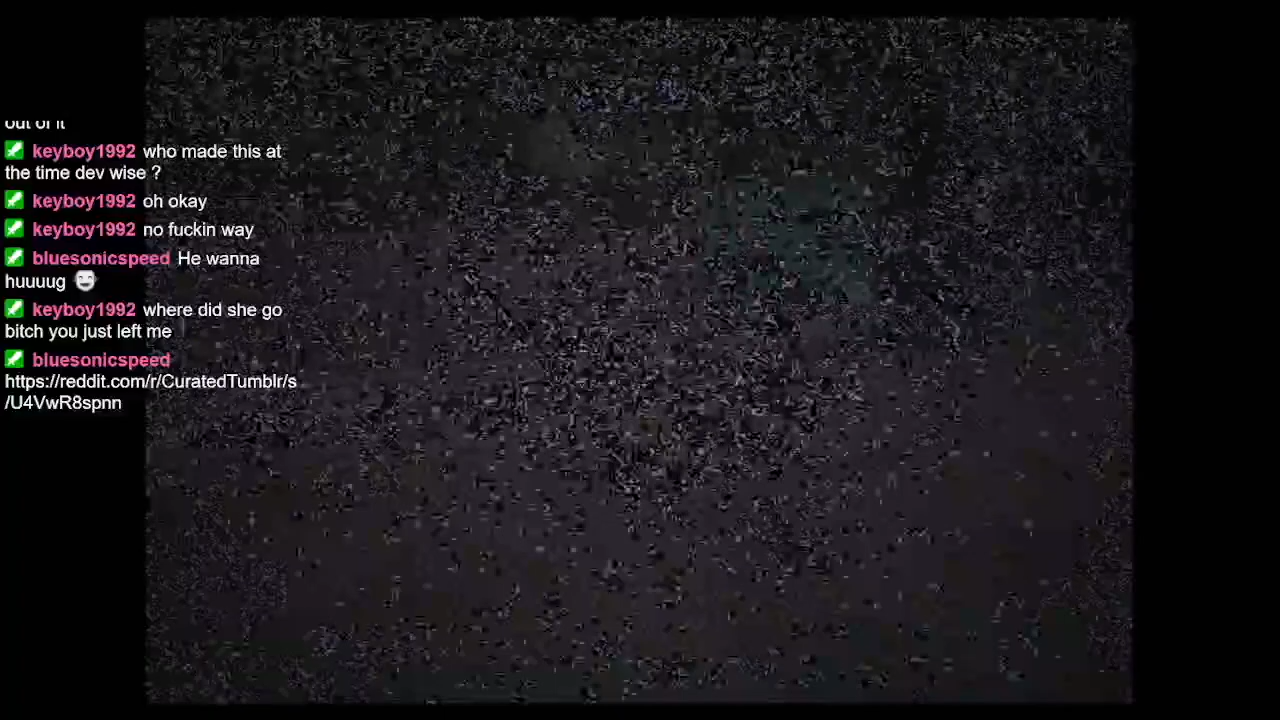 out of it
keyboy1992 who made this at
the time dev wise ?
keyboy1992 oh okay
keyboy1992 no fuckin way
bluesonicspeed He wanna
huuuug
keyboy1992 where did she go
bitch you just left me
bluesonicspeed
https://reddit.com/r/CuratedTumblr/s
/U4VwR8spnn